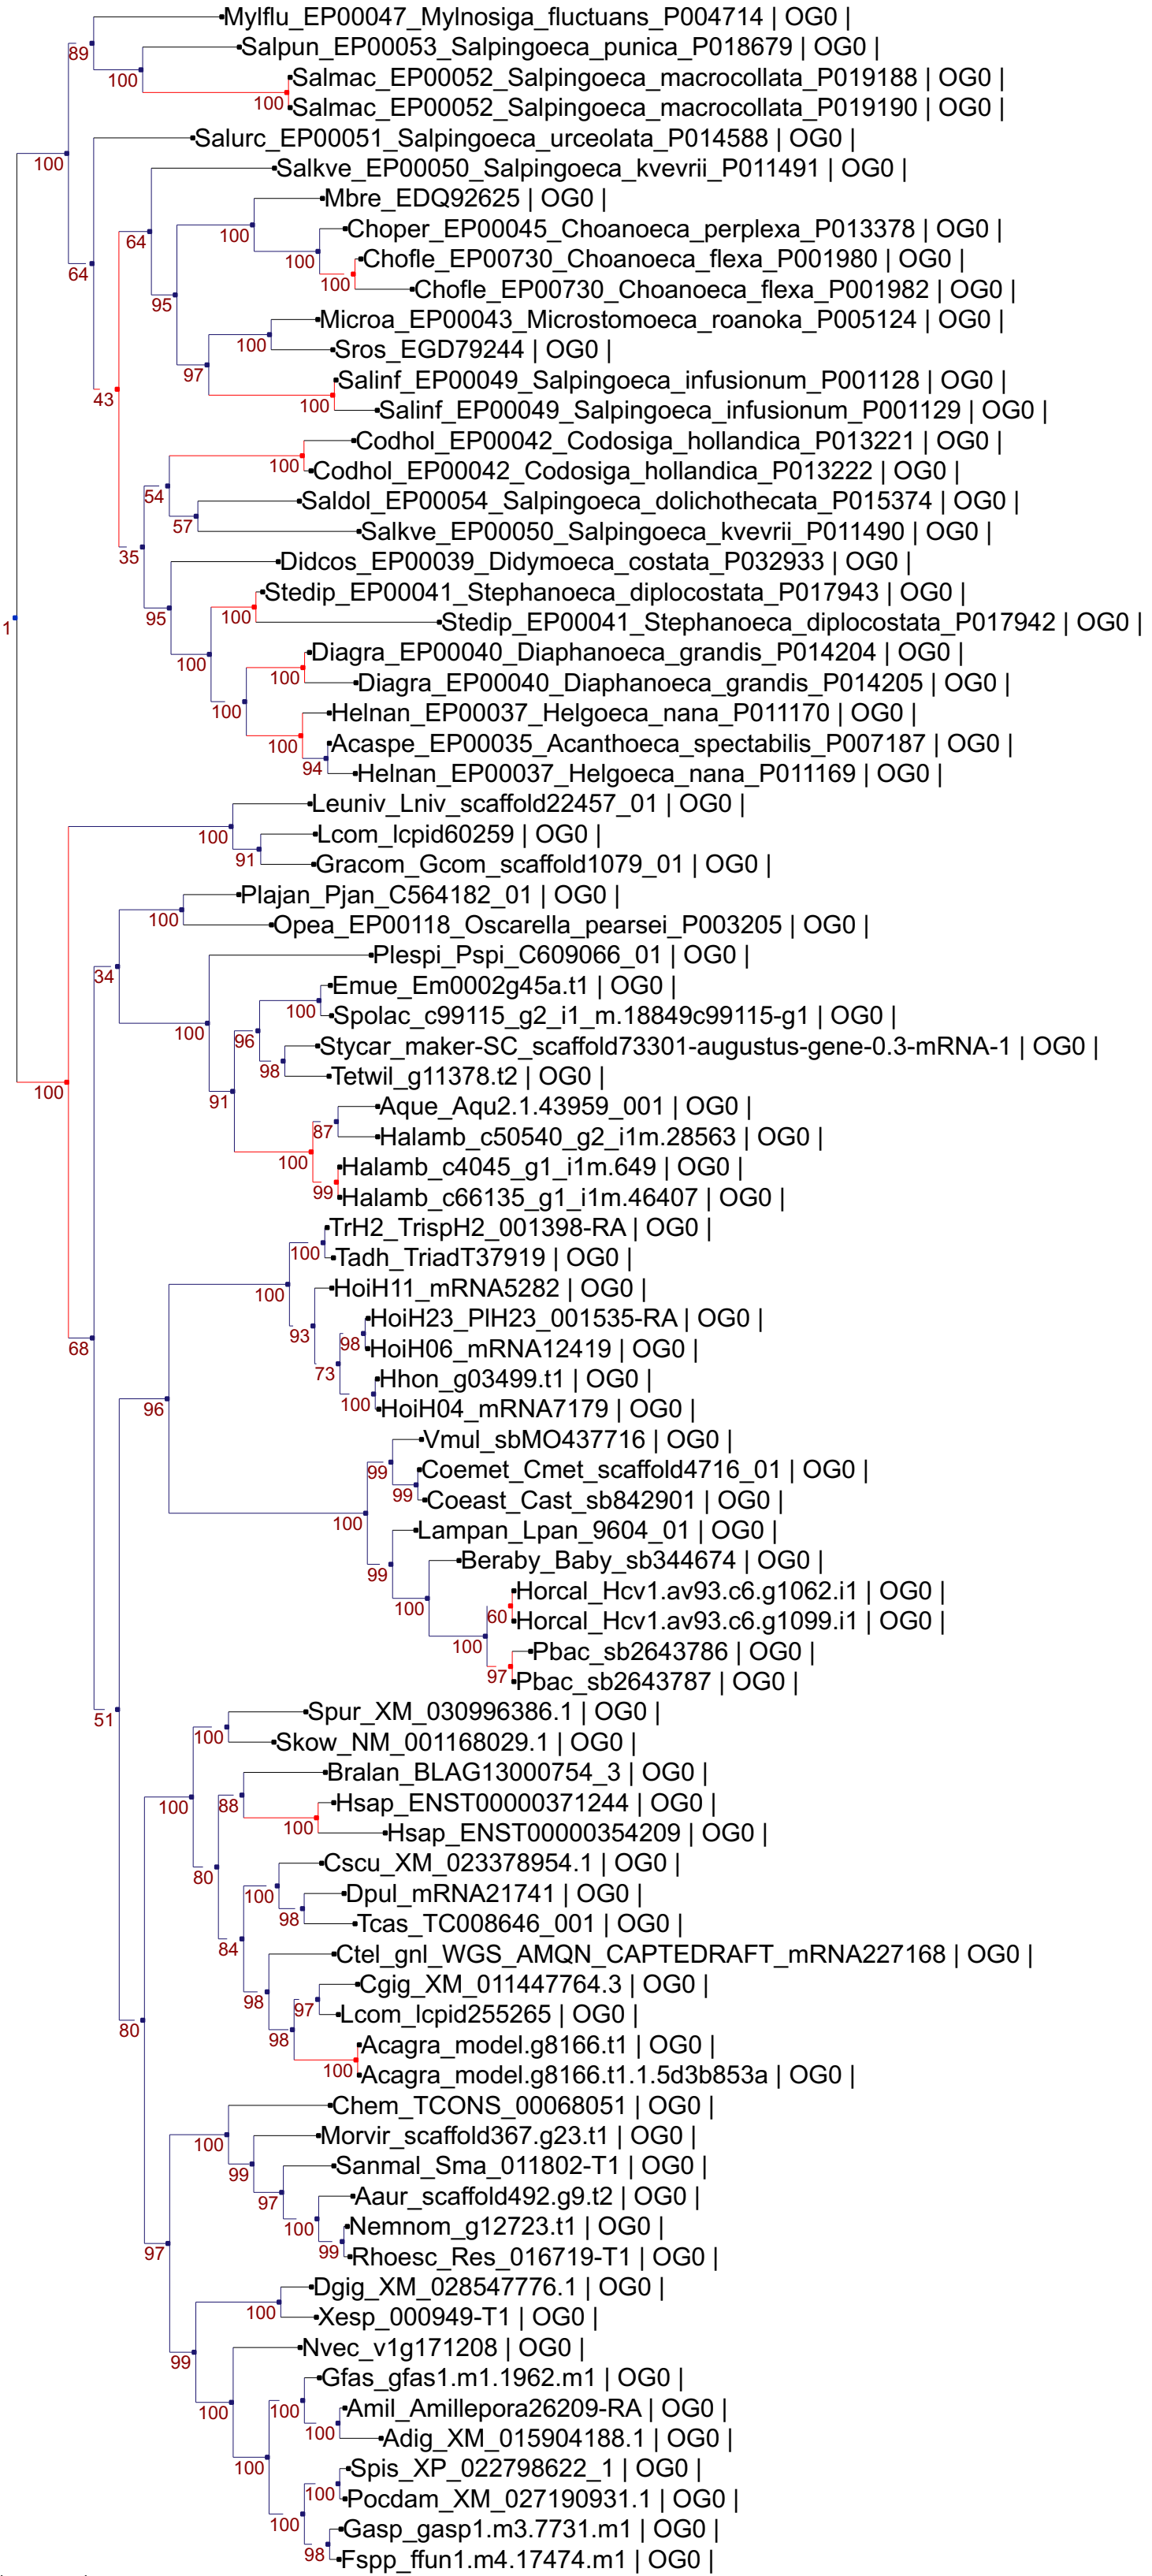 Mylflu_EP00047_Mylnosiga_fluctuans_P004714 | OG0 |
89
Salpun_EP00053_Salpingoeca_punica_P018679 | OG0 |
100
Salmac_EP00052_Salpingoeca_macrocollata_P019188 | OG0 |
100
Salmac_EP00052_Salpingoeca_macrocollata_P019190 | OG0 |
Salurc_EP00051_Salpingoeca_urceolata_P014588 | OG0 |
100
Salkve_EP00050_Salpingoeca_kvevrii_P011491 | OG0 |
Mbre_EDQ92625 | OG0 |
100
Choper_EP00045_Choanoeca_perplexa_P013378 | OG0 |
64
100
Chofle_EP00730_Choanoeca_flexa_P001980 | OG0 |
64
100
Chofle_EP00730_Choanoeca_flexa_P001982 | OG0 |
95
Microa_EP00043_Microstomoeca_roanoka_P005124 | OG0 |
100
Sros_EGD79244 | OG0 |
97
Salinf_EP00049_Salpingoeca_infusionum_P001128 | OG0 |
43
100
Salinf_EP00049_Salpingoeca_infusionum_P001129 | OG0 |
Codhol_EP00042_Codosiga_hollandica_P013221 | OG0 |
100
Codhol_EP00042_Codosiga_hollandica_P013222 | OG0 |
54
Saldol_EP00054_Salpingoeca_dolichothecata_P015374 | OG0 |
57
Salkve_EP00050_Salpingoeca_kvevrii_P011490 | OG0 |
35
Didcos_EP00039_Didymoeca_costata_P032933 | OG0 |
Stedip_EP00041_Stephanoeca_diplocostata_P017943 | OG0 |
95
100
Stedip_EP00041_Stephanoeca_diplocostata_P017942 | OG0 |
1
Diagra_EP00040_Diaphanoeca_grandis_P014204 | OG0 |
100
100
Diagra_EP00040_Diaphanoeca_grandis_P014205 | OG0 |
100
Helnan_EP00037_Helgoeca_nana_P011170 | OG0 |
100
Acaspe_EP00035_Acanthoeca_spectabilis_P007187 | OG0 |
94
Helnan_EP00037_Helgoeca_nana_P011169 | OG0 |
Leuniv_Lniv_scaffold22457_01 | OG0 |
100
Lcom_lcpid60259 | OG0 |
91
Gracom_Gcom_scaffold1079_01 | OG0 |
Plajan_Pjan_C564182_01 | OG0 |
100
Opea_EP00118_Oscarella_pearsei_P003205 | OG0 |
Plespi_Pspi_C609066_01 | OG0 |
34
Emue_Em0002g45a.t1 | OG0 |
100
Spolac_c99115_g2_i1_m.18849c99115-g1 | OG0 |
100
96
Stycar_maker-SC_scaffold73301-augustus-gene-0.3-mRNA-1 | OG0 |
98
Tetwil_g11378.t2 | OG0 |
100
91
Aque_Aqu2.1.43959_001 | OG0 |
87
Halamb_c50540_g2_i1m.28563 | OG0 |
100
Halamb_c4045_g1_i1m.649 | OG0 |
99
Halamb_c66135_g1_i1m.46407 | OG0 |
TrH2_TrispH2_001398-RA | OG0 |
100
Tadh_TriadT37919 | OG0 |
100
HoiH11_mRNA5282 | OG0 |
HoiH23_PlH23_001535-RA | OG0 |
93
98
HoiH06_mRNA12419 | OG0 |
68
73
Hhon_g03499.t1 | OG0 |
100
HoiH04_mRNA7179 | OG0 |
96
Vmul_sbMO437716 | OG0 |
99
Coemet_Cmet_scaffold4716_01 | OG0 |
99
Coeast_Cast_sb842901 | OG0 |
100
Lampan_Lpan_9604_01 | OG0 |
99
Beraby_Baby_sb344674 | OG0 |
Horcal_Hcv1.av93.c6.g1062.i1 | OG0 |
100
60
Horcal_Hcv1.av93.c6.g1099.i1 | OG0 |
100
Pbac_sb2643786 | OG0 |
97
Pbac_sb2643787 | OG0 |
51
Spur_XM_030996386.1 | OG0 |
100
Skow_NM_001168029.1 | OG0 |
Bralan_BLAG13000754_3 | OG0 |
100
88
Hsap_ENST00000371244 | OG0 |
100
Hsap_ENST00000354209 | OG0 |
80
Cscu_XM_023378954.1 | OG0 |
100
Dpul_mRNA21741 | OG0 |
98
Tcas_TC008646_001 | OG0 |
84
Ctel_gnl_WGS_AMQN_CAPTEDRAFT_mRNA227168 | OG0 |
98
Cgig_XM_011447764.3 | OG0 |
97
Lcom_lcpid255265 | OG0 |
80
98
Acagra_model.g8166.t1 | OG0 |
100
Acagra_model.g8166.t1.1.5d3b853a | OG0 |
Chem_TCONS_00068051 | OG0 |
100
Morvir_scaffold367.g23.t1 | OG0 |
99
Sanmal_Sma_011802-T1 | OG0 |
97
Aaur_scaffold492.g9.t2 | OG0 |
100
Nemnom_g12723.t1 | OG0 |
97
99
Rhoesc_Res_016719-T1 | OG0 |
Dgig_XM_028547776.1 | OG0 |
100
Xesp_000949-T1 | OG0 |
Nvec_v1g171208 | OG0 |
99
Gfas_gfas1.m1.1962.m1 | OG0 |
100
100
Amil_Amillepora26209-RA | OG0 |
100
Adig_XM_015904188.1 | OG0 |
100
Spis_XP_022798622_1 | OG0 |
100
Pocdam_XM_027190931.1 | OG0 |
100
Gasp_gasp1.m3.7731.m1 | OG0 |
98
Fspp_ffun1.m4.17474.m1 | OG0 |